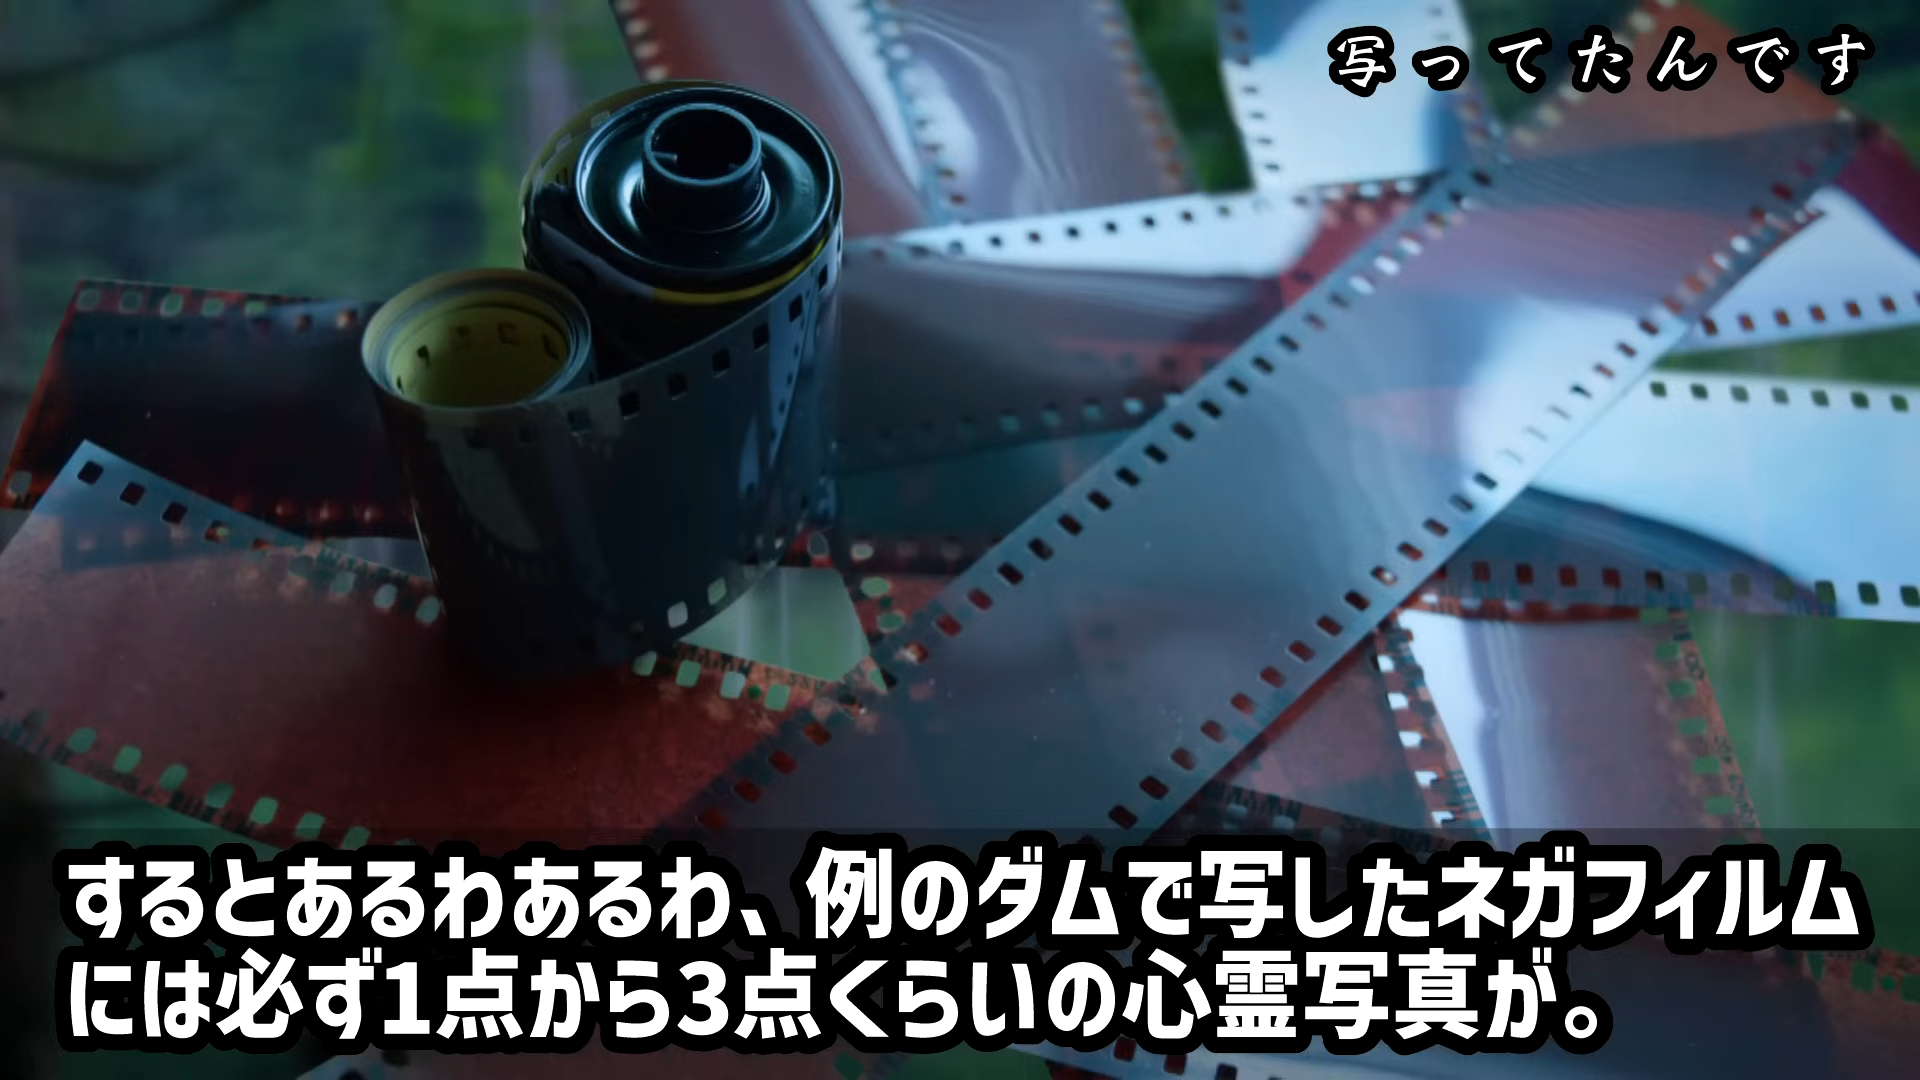 写ってたんです
するとあるわあるわ、例のダムで写したネガフィルム
には必ず1点から3点くらいの心霊写真が。